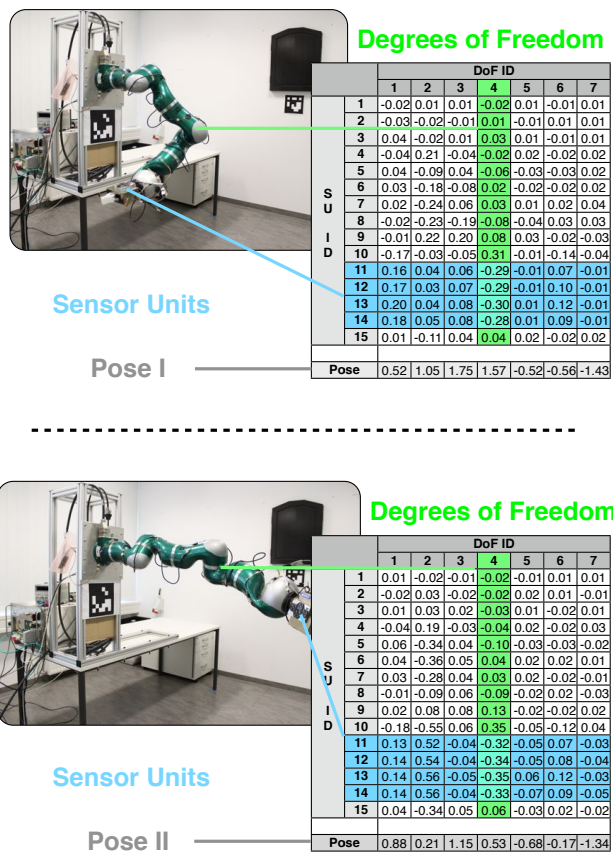 Degrees of Freedom
DoF ID
1 2 3 4 5 6 7
SU ID
1 -0.02 0.01 0.01 -0.02 0.01 -0.01 0.01
2 -0.03 -0.02 -0.01 0.01 -0.01 0.01 0.01
3 0.04 -0.02 0.01 0.03 0.01 -0.01 0.01
4 -0.04 0.21 -0.04 -0.02 0.02 -0.02 0.02
5 0.04 -0.09 0.04 -0.06 -0.03 -0.03 0.02
6 0.03 -0.18 -0.08 0.02 -0.02 -0.02 0.02
7 0.02 -0.24 0.06 0.03 0.01 0.02 0.04
8 -0.02 -0.23 -0.19 -0.08 -0.04 0.03 0.03
9 -0.01 0.22 0.20 0.08 0.03 -0.02 -0.03
10 -0.17 -0.03 -0.05 0.31 -0.01 -0.14 -0.04
11 0.16 0.04 0.06 -0.29 -0.01 0.07 -0.01
12 0.17 0.03 0.07 -0.29 -0.01 0.10 -0.01
13 0.20 0.04 0.08 -0.30 0.01 0.12 -0.01
14 0.18 0.05 0.08 -0.28 0.01 0.09 -0.01
15 0.01 -0.11 0.04 0.04 0.02 -0.02 0.02
Pose 0.52 1.05 1.75 1.57 -0.52 -0.56 -1.43
Sensor Units
Pose I
Degrees of Freedom
DoF ID
1 2 3 4 5 6 7
SU ID
1 0.01 -0.02 -0.01 -0.02 -0.01 0.01 0.01
2 -0.02 0.03 -0.02 -0.02 0.02 0.01 -0.01
3 0.01 0.03 0.02 -0.03 0.01 -0.02 0.01
4 -0.04 0.19 -0.03 -0.04 0.02 -0.02 0.03
5 0.06 -0.34 0.04 -0.10 -0.03 -0.03 -0.02
6 0.04 -0.36 0.05 0.04 0.02 0.02 0.01
7 0.03 -0.28 0.04 0.03 0.02 -0.02 -0.01
8 -0.01 -0.09 0.06 -0.09 -0.02 0.02 -0.03
9 0.02 0.08 0.08 0.13 -0.02 -0.02 0.02
10 -0.18 -0.55 0.06 0.35 -0.05 -0.12 0.04
11 0.13 0.52 -0.04 -0.32 -0.05 0.07 -0.03
12 0.14 0.54 -0.04 -0.34 -0.05 0.08 -0.04
13 0.14 0.56 -0.05 -0.35 0.06 0.12 -0.03
14 0.14 0.56 -0.04 -0.33 -0.07 0.09 -0.05
15 0.04 -0.34 0.05 0.06 -0.03 0.02 -0.02
Pose 0.88 0.21 1.15 0.53 -0.68 -0.17 -1.34
Sensor Units
Pose II